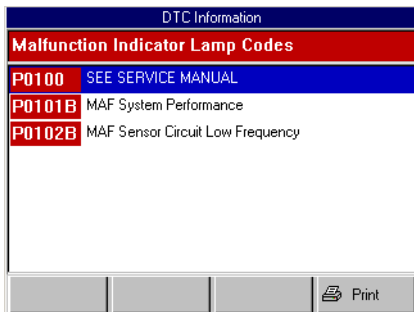 DTC Information
Malfunction Indicator Lamp Codes
P0100 SEE SERVICE MANUAL
P0101B MAF System Performance
P0102B MAF Sensor Circuit Low Frequency
Print